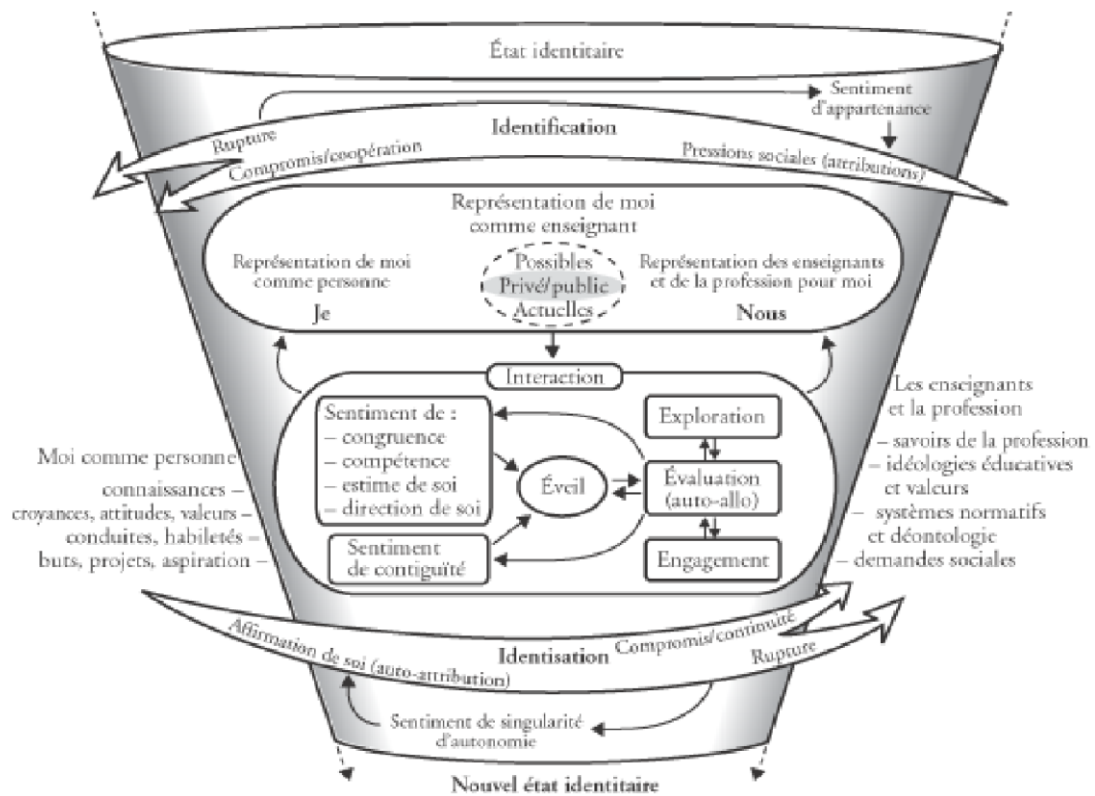 État identitaire
Sentiment
d'appartenance
Identification
Rupture
Compromis/coopération
Pressions sociales (attributions)
Représentation de moi
comme enseignant
Représentation de moi
comme personne
Je
Possibles
Privé/public
Actuelles
Représentation des enseignants
et de la profession pour moi
Nous
Interaction
Sentiment de :
– congruence
– compétence
– estime de soi
– direction de soi
Sentiment
de contiguïté
Éveil
Exploration
Évaluation
(auto-allo)
Engagement
Moi comme personne
connaissances –
croyances, attitudes, valeurs –
conduites, habiletés –
buts, projets, aspiration –
Les enseignants
et la profession
– savoirs de la profession
– idéologies éducatives
et valeurs
– systèmes normatifs
et déontologie
– demandes sociales
Affirmation de soi (auto-attribution)
Identisation
Compromis/continuité
Rupture
Sentiment de singularité
d'autonomie
Nouvel état identitaire